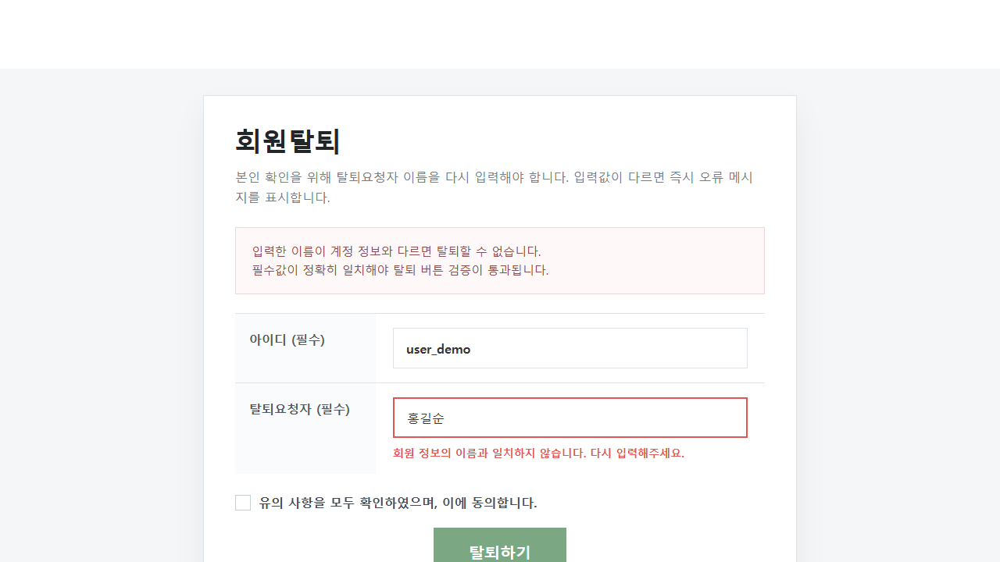 회원탈퇴
본인 확인을 위해 탈퇴요청자 이름을 다시 입력해야 합니다. 입력값이 다르면 즉시 오류 메시
지를 표시합니다.
입력한 이름이 계정 정보와 다르면 탈퇴할 수 없습니다.
필수값이 정확히 일치해야 탈퇴 버튼 검증이 통과됩니다.
아이디 (필수)
user_demo
탈퇴요청자 (필수)
홍길순
회원 정보의 이름과 일치하지 않습니다. 다시 입력해주세요.
유의 사항을 모두 확인하였으며, 이에 동의합니다.
탈퇴하기